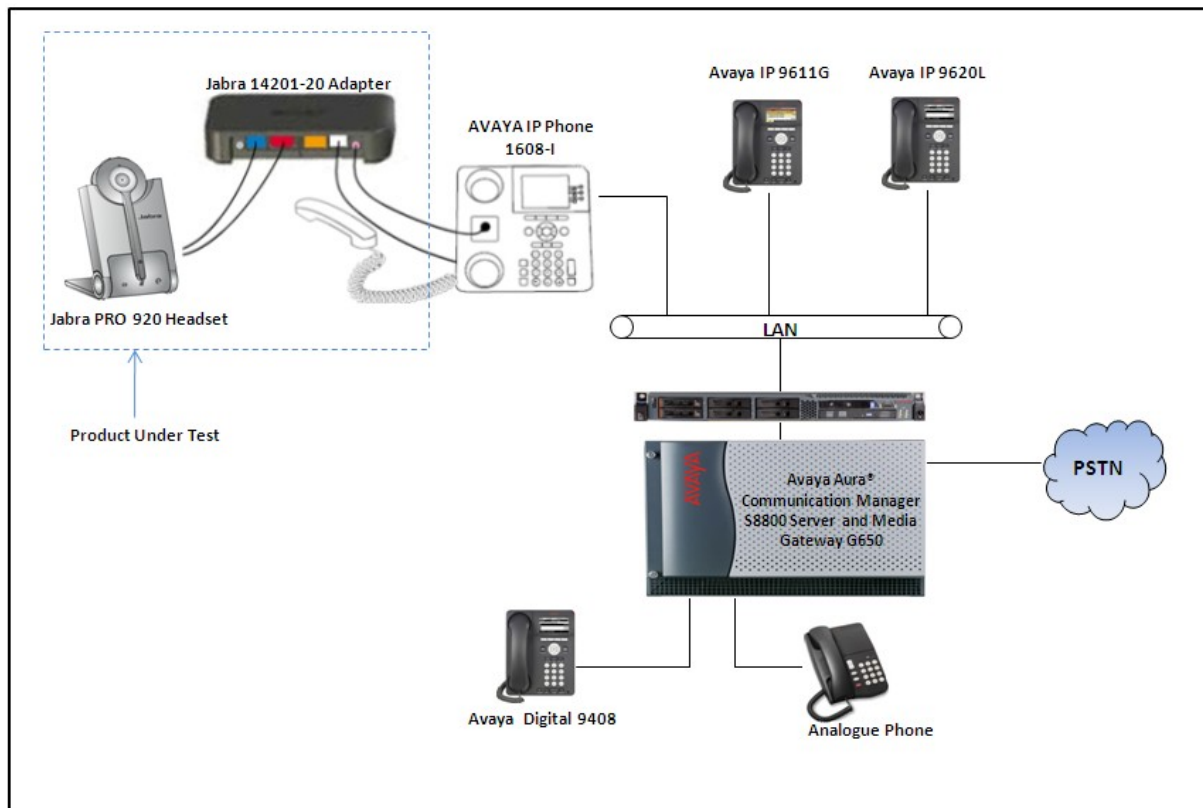 Jabra 14201-20 Adapter
AVAYA IP Phone
1608-I
Avaya IP 9611G
Avaya IP 9620L
Jabra
Jabra PRO 920 Headset
LAN
Product Under Test
AVAYA
Avaya Aura®
Communication Manager
S8800 Server and Media
Gateway G650
PSTN
Avaya Digital 9408
Analogue Phone